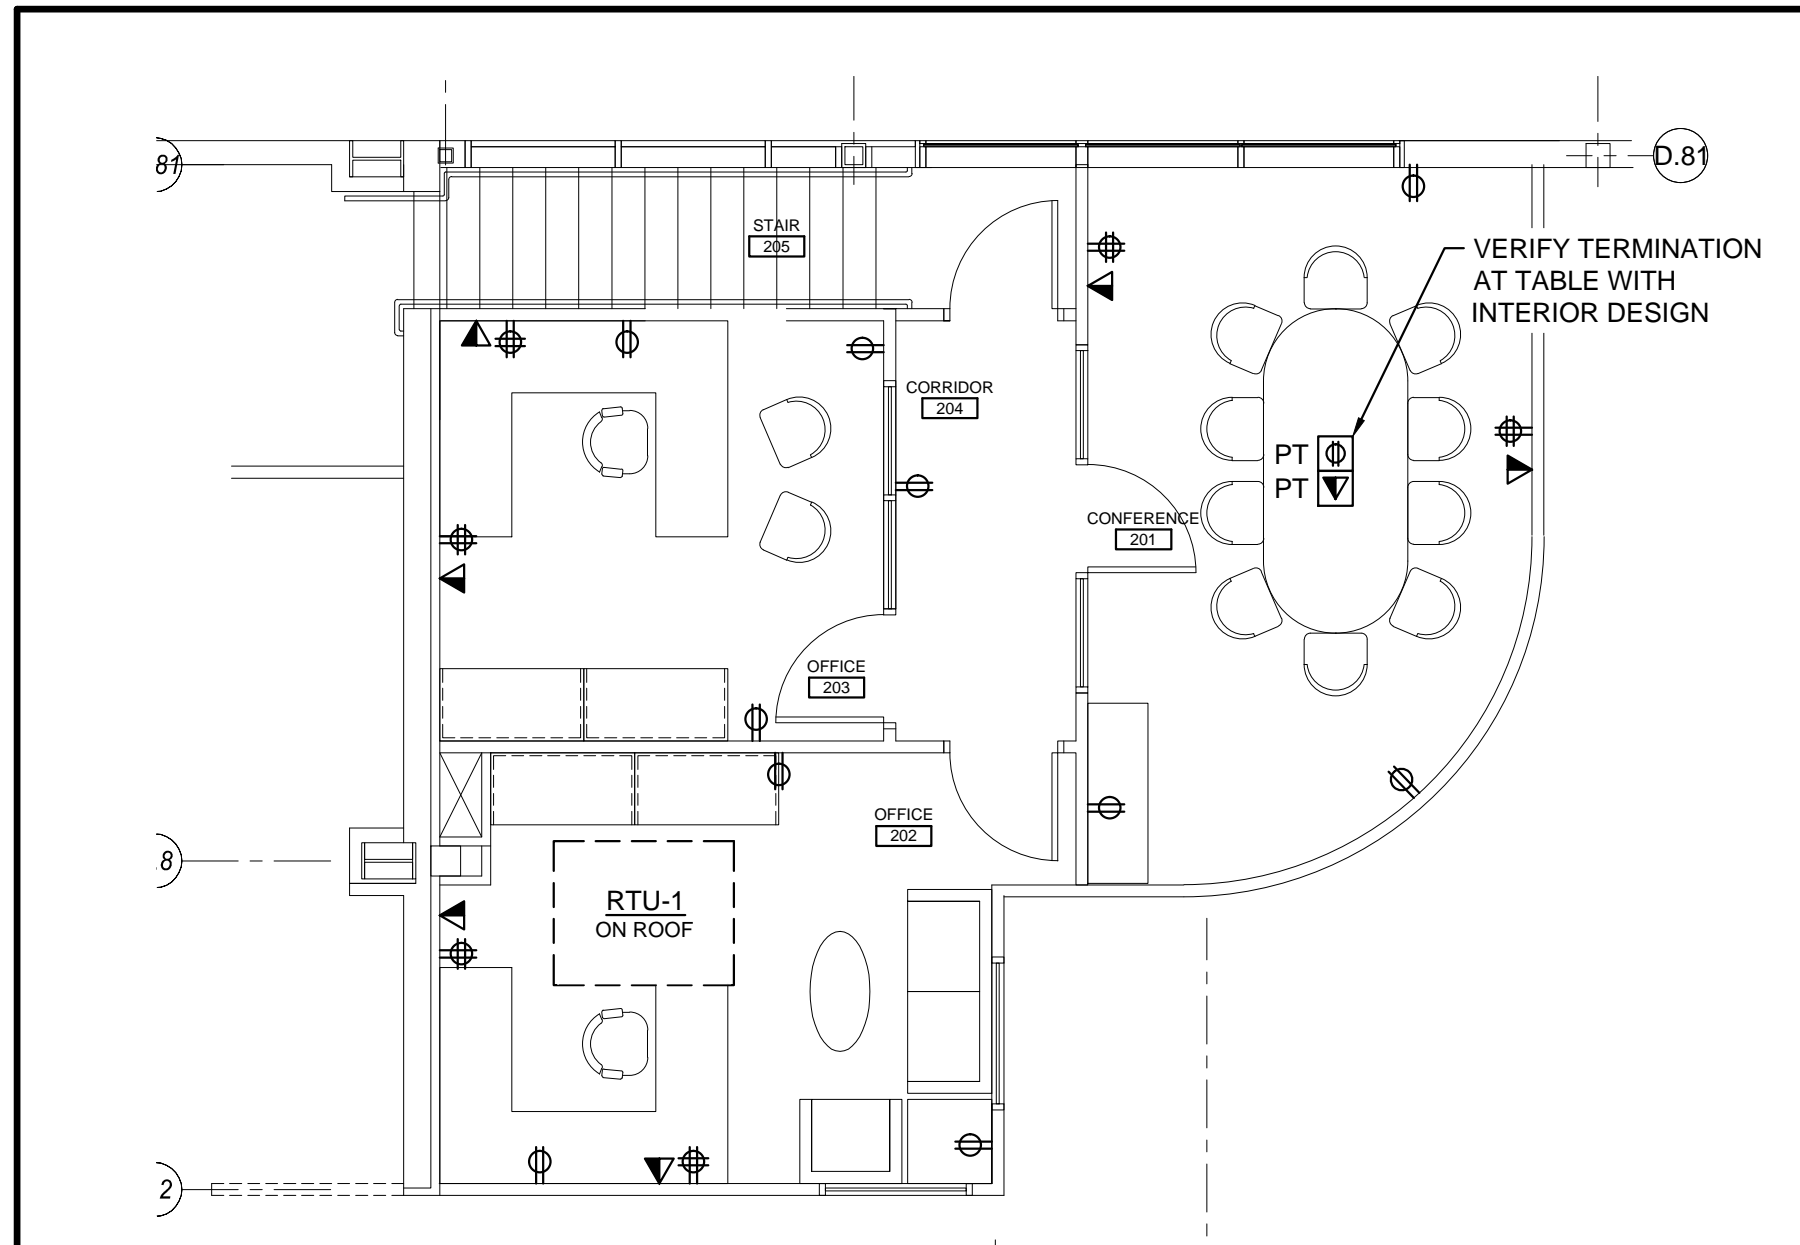 81
D.81
STAIR
205
VERIFY TERMINATION
AT TABLE WITH
INTERIOR DESIGN
CORRIDOR
204
PT
PT
CONFERENCE
201
OFFICE
203
OFFICE
202
8
RTU-1
ON ROOF
2